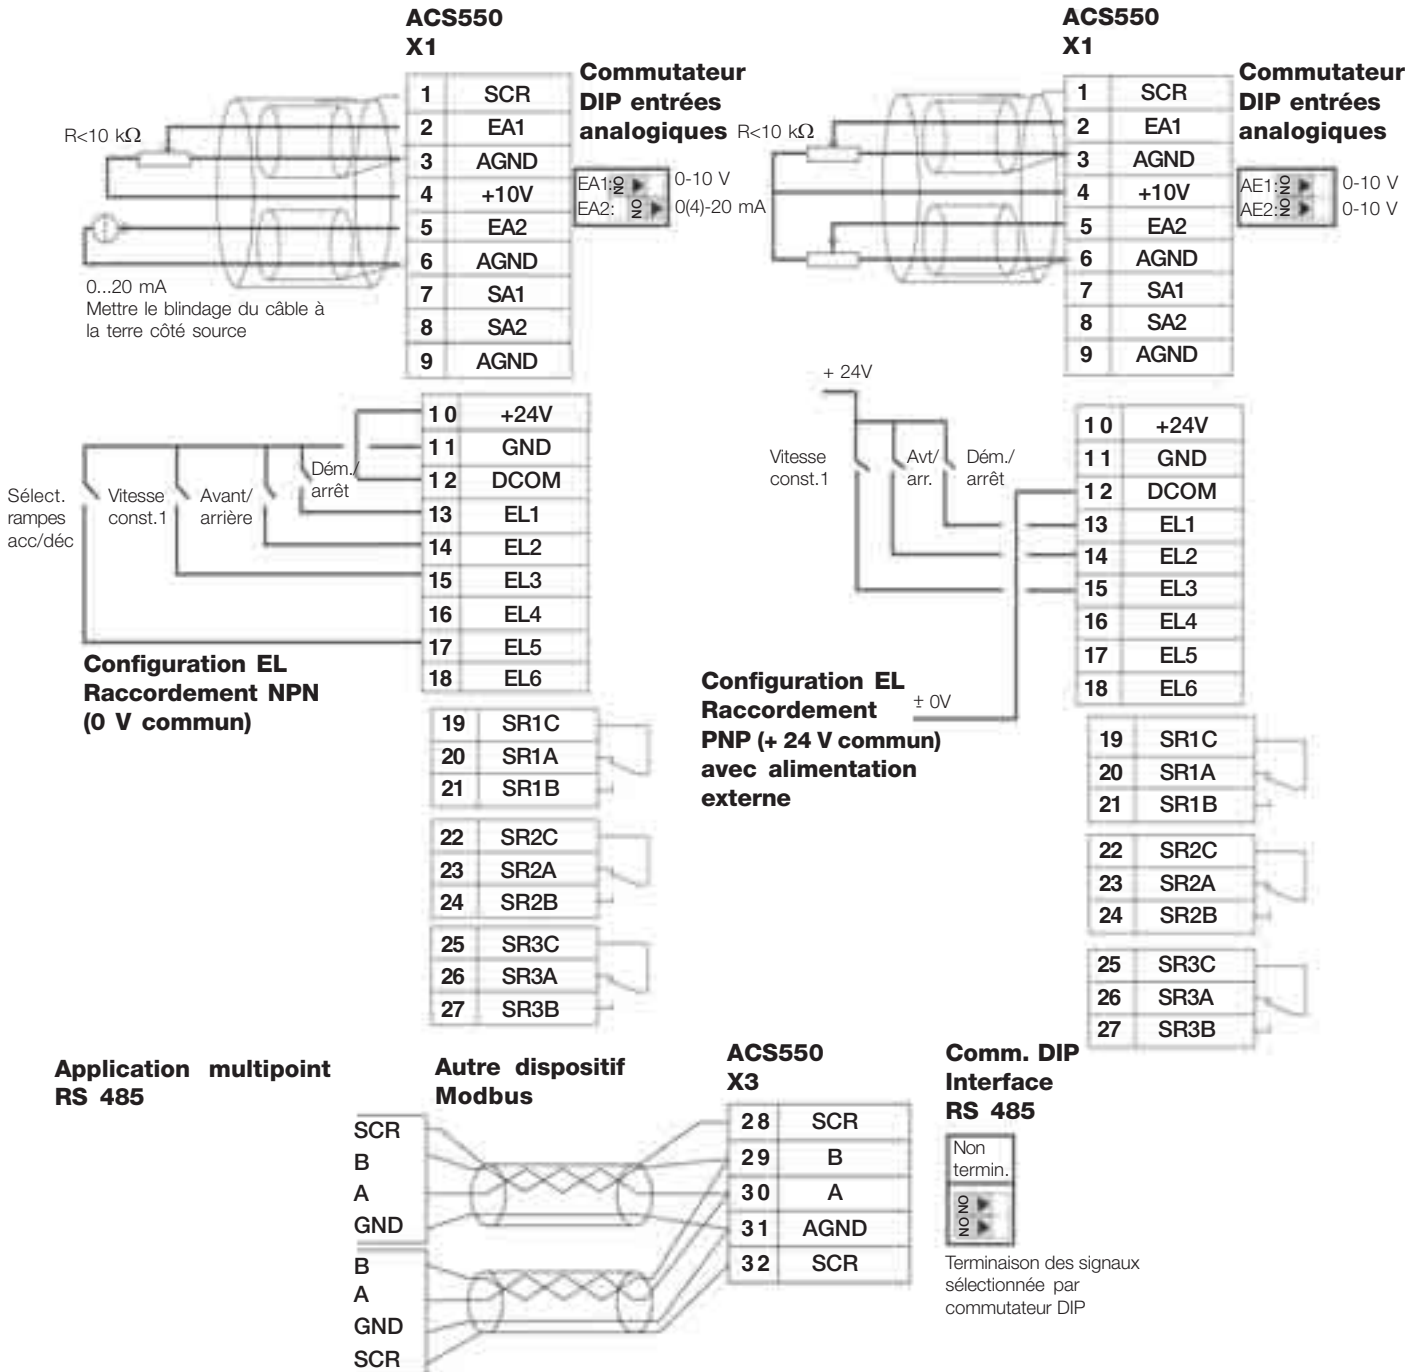 ACS550
X1
Commutateur
DIP entrées
analogiques
R<10 kΩ
1 SCR
2 EA1
3 AGND
4 +10V
5 EA2
6 AGND
7 SA1
8 SA2
9 AGND
EA1: NO 0-10 V
EA2: NO 0(4)-20 mA
0...20 mA
Mettre le blindage du câble à
la terre côté source
10 +24V
11 GND
12 DCOM
13 EL1
14 EL2
15 EL3
16 EL4
17 EL5
18 EL6
Sélect.
rampes
acc/déc
Vitesse
const.1
Avant/
arrière
Dém./
arrêt
Configuration EL
Raccordement NPN
(0 V commun)
19 SR1C
20 SR1A
21 SR1B
22 SR2C
23 SR2A
24 SR2B
25 SR3C
26 SR3A
27 SR3B
ACS550
X1
Commutateur
DIP entrées
analogiques
R<10 kΩ
1 SCR
2 EA1
3 AGND
4 +10V
5 EA2
6 AGND
7 SA1
8 SA2
9 AGND
AE1: NO 0-10 V
AE2: NO 0-10 V
+ 24V
Vitesse
const.1
Avt/
arr.
Dém./
arrêt
10 +24V
11 GND
12 DCOM
13 EL1
14 EL2
15 EL3
16 EL4
17 EL5
18 EL6
Configuration EL
Raccordement
PNP (+ 24 V commun)
avec alimentation
externe
± 0V
19 SR1C
20 SR1A
21 SR1B
22 SR2C
23 SR2A
24 SR2B
25 SR3C
26 SR3A
27 SR3B
Application multipoint
RS 485
Autre dispositif
Modbus
SCR
B
A
GND
B
A
GND
SCR
ACS550
X3
28 SCR
29 B
30 A
31 AGND
32 SCR
Comm. DIP
Interface
RS 485
Non
termin.
NO NO
Terminaison des signaux
sélectionnée par
commutateur DIP